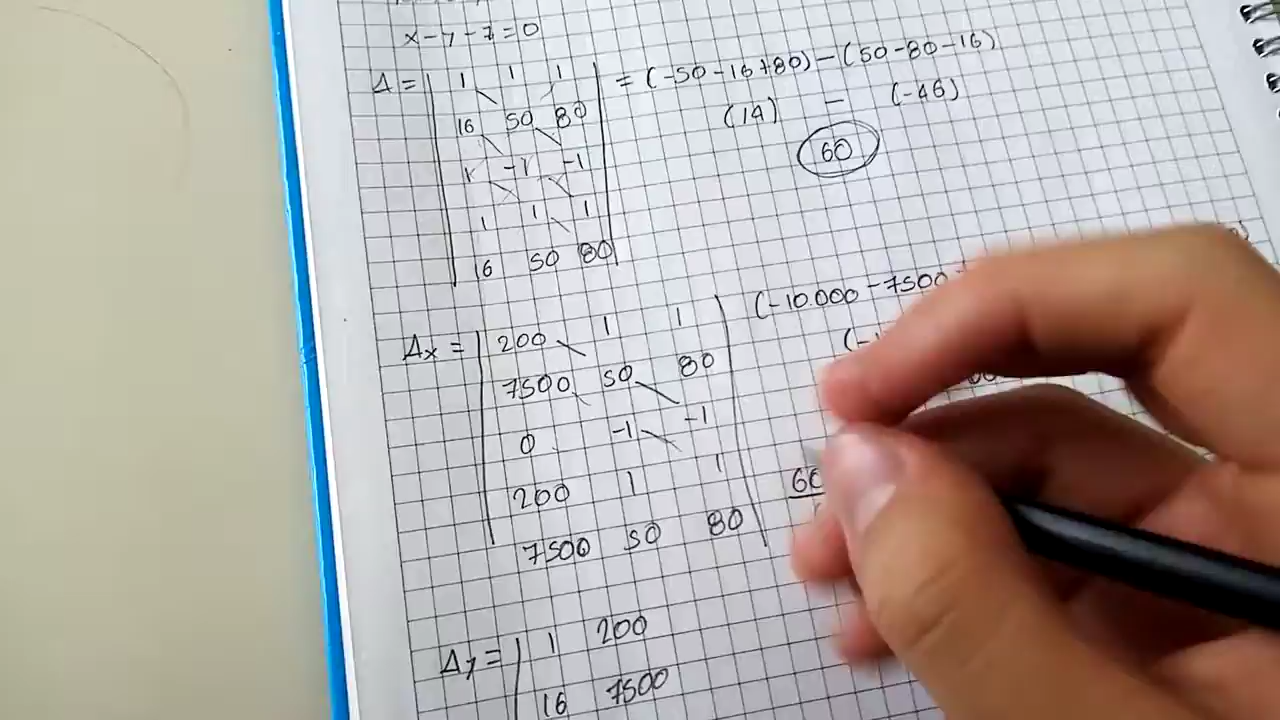 x-y-z=0
Δ = | 1 1 1 | = (-50-16+80) - (50-80-16)
16 50 80 (14) - (-46)
1 -1 -1 60
1 1 1
16 50 80
Δx = | 200 1 1 | (-10.000-7500
7500 50 80 (-
0 -1 -1
200 1 1 60
7500 50 80
Δy = | 1 200
16 7500